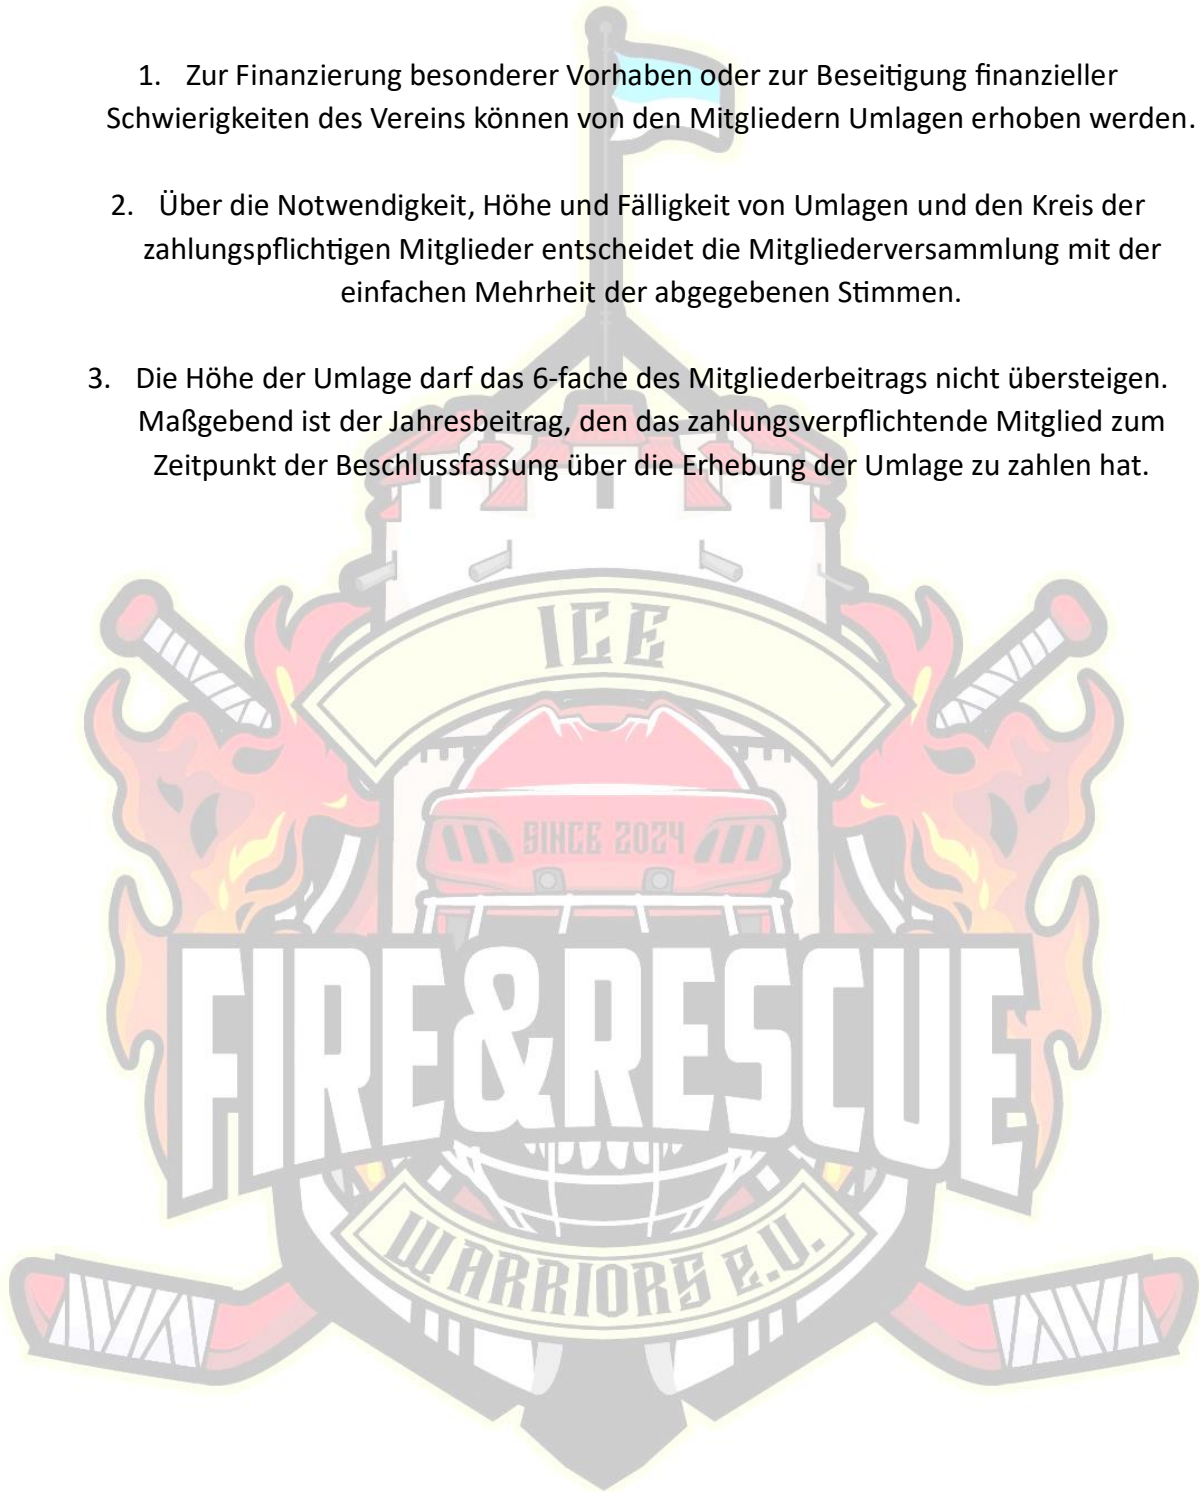 1. Zur Finanzierung besonderer Vorhaben oder zur Beseitigung finanzieller
Schwierigkeiten des Vereins können von den Mitgliedern Umlagen erhoben werden.
2. Über die Notwendigkeit, Höhe und Fälligkeit von Umlagen und den Kreis der
zahlungspflichtigen Mitglieder entscheidet die Mitgliederversammlung mit der
einfachen Mehrheit der abgegebenen Stimmen.
3. Die Höhe der Umlage darf das 6-fache des Mitgliederbeitrags nicht übersteigen.
Maßgebend ist der Jahresbeitrag, den das zahlungsverpflichtende Mitglied zum
Zeitpunkt der Beschlussfassung über die Erhebung der Umlage zu zahlen hat.
ICE
SINCE 2024
FIRE&RESCUE
WARRIORS e.V.